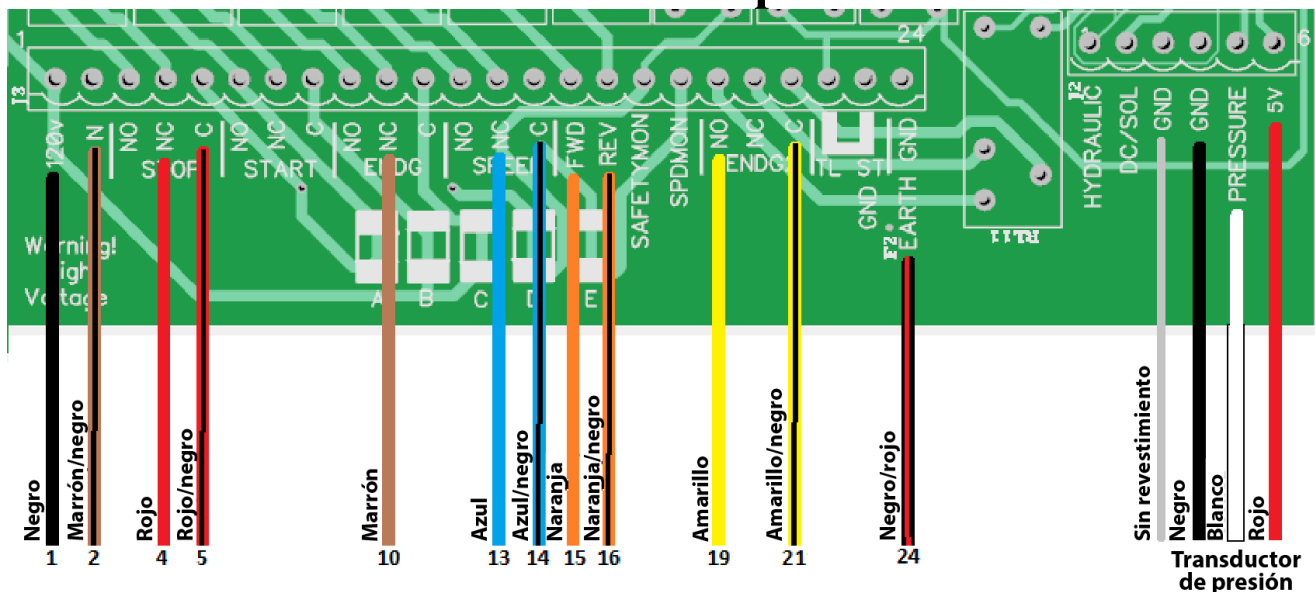 1
24
6
J3
J2
120v
N
NO
NC
C
NO
NC
C
NO
NC
C
NO
NC
C
FWD
REV
SAFETYMON
SPDMON
NO
NC
C
GND
STOP
START
ENDG
SPEED
ENDG
TL
ST
GND
EARTH
HYDRAULIC
DC/SOL
GND
GND
PRESSURE
5v
Warning!
High
Voltage
A
B
C
D
E
F2
Negro
Marrón/negro
Rojo
Rojo/negro
Marrón
Azul
Azul/negro
Naranja
Naranja/negro
Amarillo
Amarillo/negro
Negro/rojo
Sin revestimiento
Negro
Blanco
Rojo
1
2
4
5
10
13
14
15
16
19
21
24
Transductor
de presión